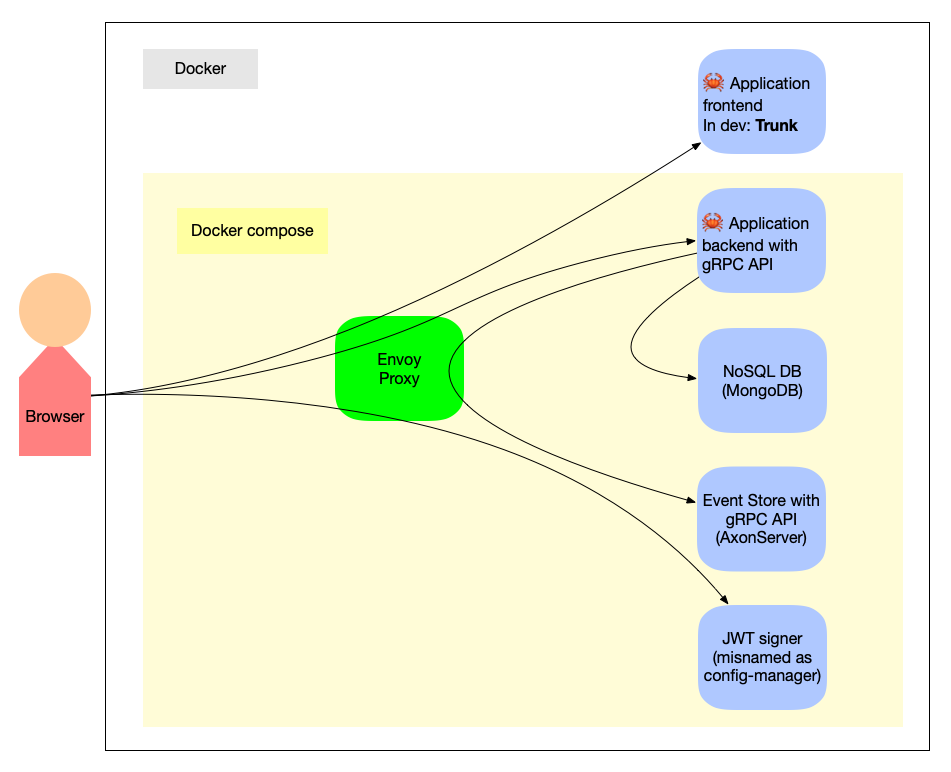 Docker
🦀 Application
frontend
In dev: Trunk
Docker compose
🦀 Application
backend with
gRPC API
Envoy
Proxy
NoSQL DB
(MongoDB)
Browser
Event Store with
gRPC API
(AxonServer)
JWT signer
(misnamed as
config-manager)